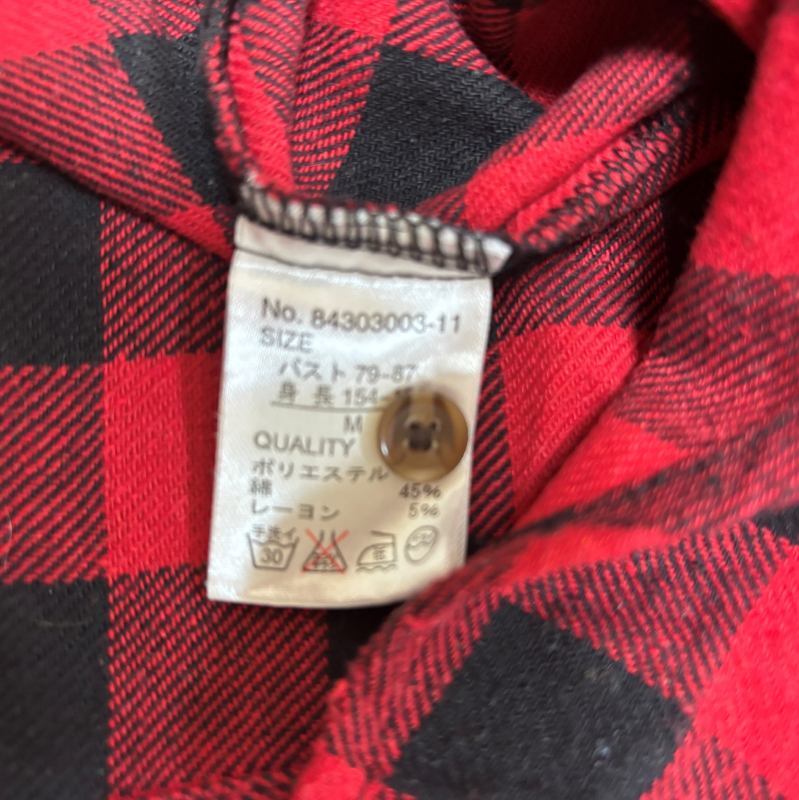 No. 84303003-11
SIZE
バスト 79-87
身 長 154-
M
QUALITY
ポリエステル
綿 45%
レーヨン 5%
手洗イ
30